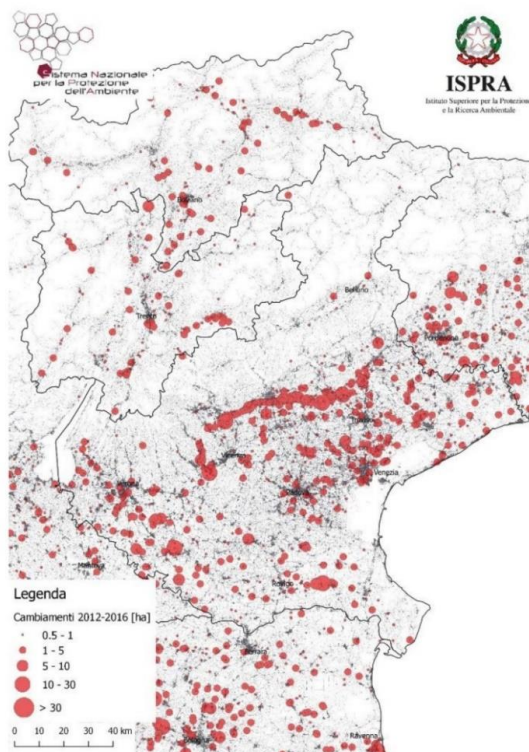 Sistema Nazionale
per la Protezione
dell'Ambiente
ISPRA
Istituto Superiore per la Protezione
e la Ricerca Ambientale
Bolzano
Belluno
Trento
Pordenone
Vicenza
Venezia
Verona
Padova
Mantova
Rovigo
Legenda
Cambiamenti 2012-2016 [ha]
0.5 - 1
1 - 5
5 - 10
10 - 30
> 30
Ferrara
Bologna
Ravenna
0 10 20 30 40 km